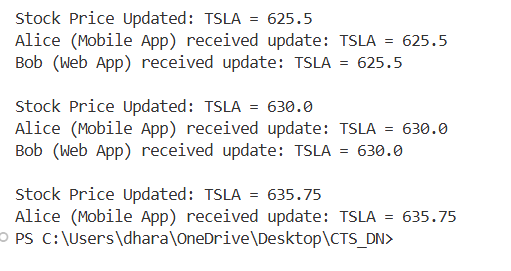 Stock Price Updated: TSLA = 625.5
Alice (Mobile App) received update: TSLA = 625.5
Bob (Web App) received update: TSLA = 625.5
Stock Price Updated: TSLA = 630.0
Alice (Mobile App) received update: TSLA = 630.0
Bob (Web App) received update: TSLA = 630.0
Stock Price Updated: TSLA = 635.75
Alice (Mobile App) received update: TSLA = 635.75
PS C:\Users\dhara\OneDrive\Desktop\CTS_DN>